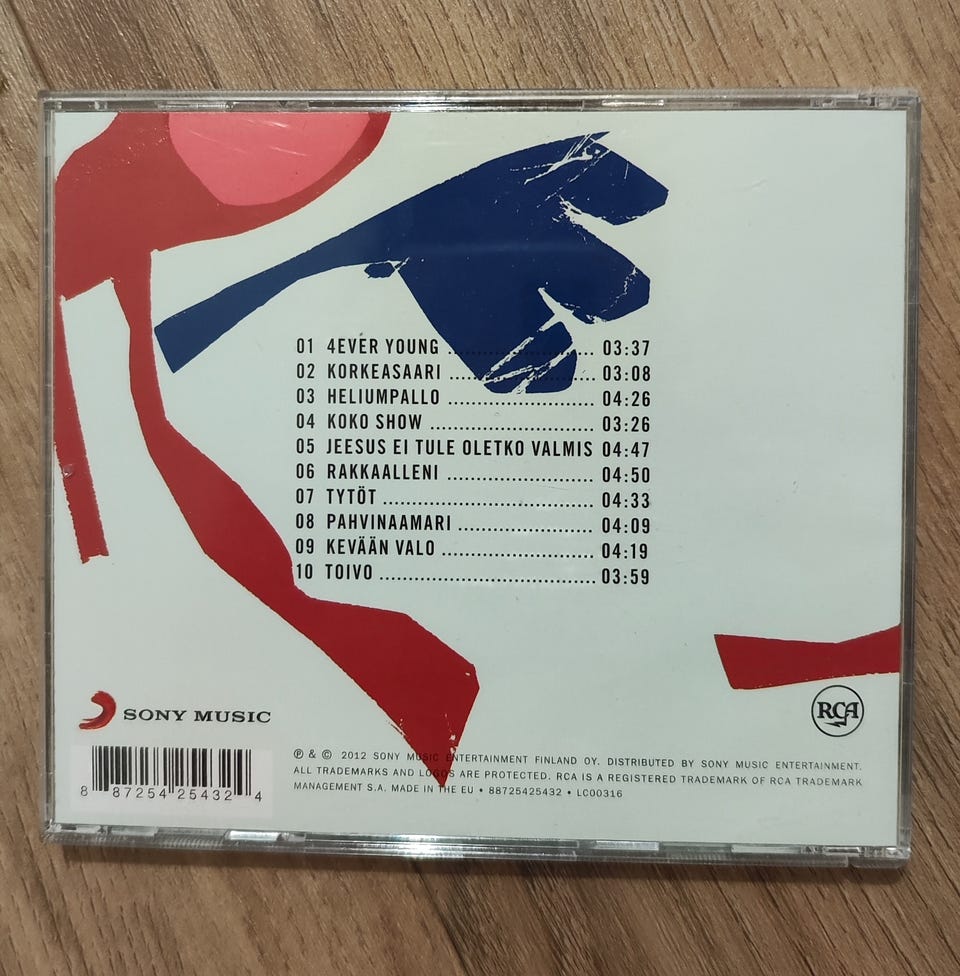 01 4EVER YOUNG .................... 03:37
02 KORKEASAARI .................... 03:08
03 HELIUMPALLO .................... 04:26
04 KOKO SHOW ....................... 03:26
05 JEESUS EI TULE OLETKO VALMIS 04:47
06 RAKKAALLENI .................... 04:50
07 TYTÖT ............................. 04:33
08 PAHVINAAMARI ................... 04:09
09 KEVÄÄN VALO ..................... 04:19
10 TOIVO .............................. 03:59
SONY MUSIC
RCA
8 87254 25432 4
℗ & © 2012 SONY MUSIC ENTERTAINMENT FINLAND OY. DISTRIBUTED BY SONY MUSIC ENTERTAINMENT.
ALL TRADEMARKS AND LOGOS ARE PROTECTED. RCA IS A REGISTERED TRADEMARK OF RCA TRADEMARK
MANAGEMENT S.A. MADE IN THE EU • 88725425432 • LC00316